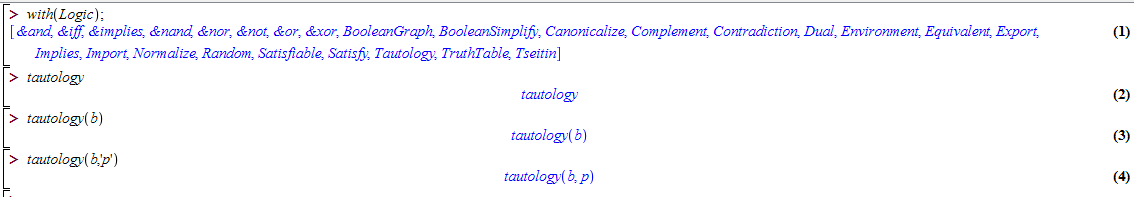 > with(Logic);
[&and, &iff, &implies, &nand, &nor, &not, &or, &xor, BooleanGraph, BooleanSimplify, Canonicalize, Complement, Contradiction, Dual, Environment, Equivalent, Export, (1)
Implies, Import, Normalize, Random, Satisfiable, Satisfy, Tautology, TruthTable, Tseitin]
> tautology
tautology (2)
> tautology(b)
tautology(b) (3)
> tautology(b,'p')
tautology(b, p) (4)